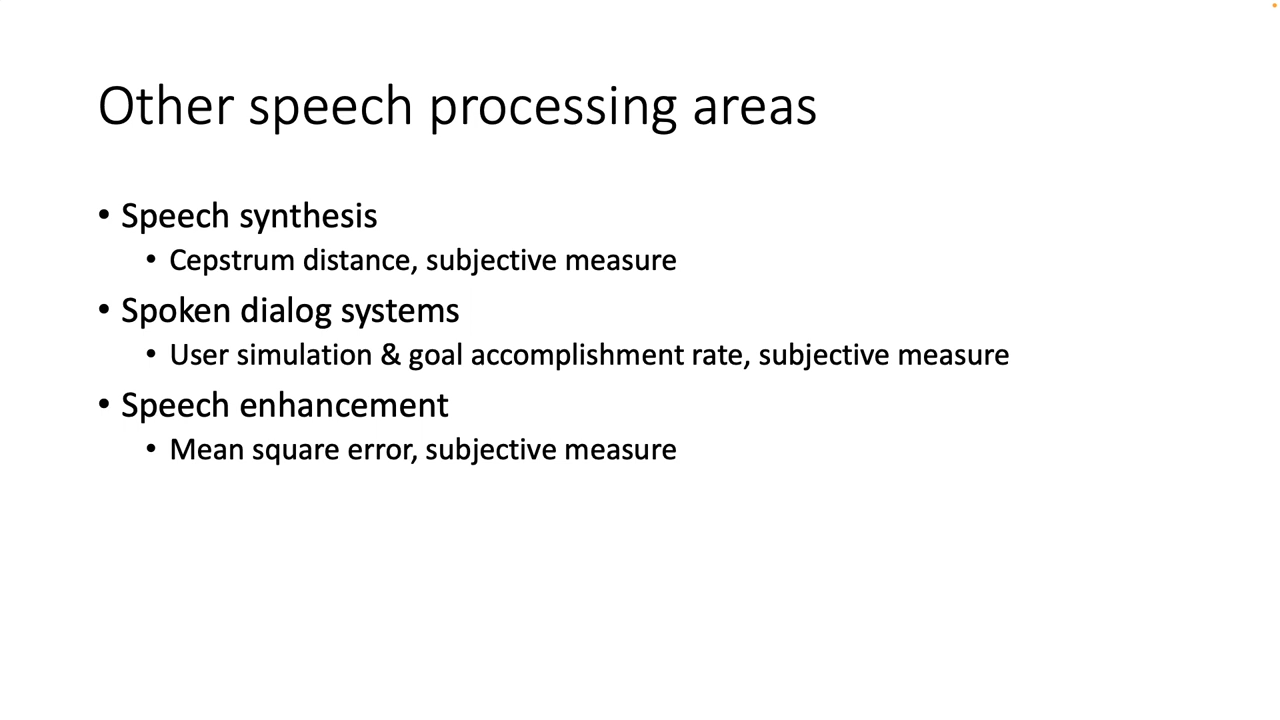 Other speech processing areas
• Speech synthesis
• Cepstrum distance, subjective measure
• Spoken dialog systems
• User simulation & goal accomplishment rate, subjective measure
• Speech enhancement
• Mean square error, subjective measure